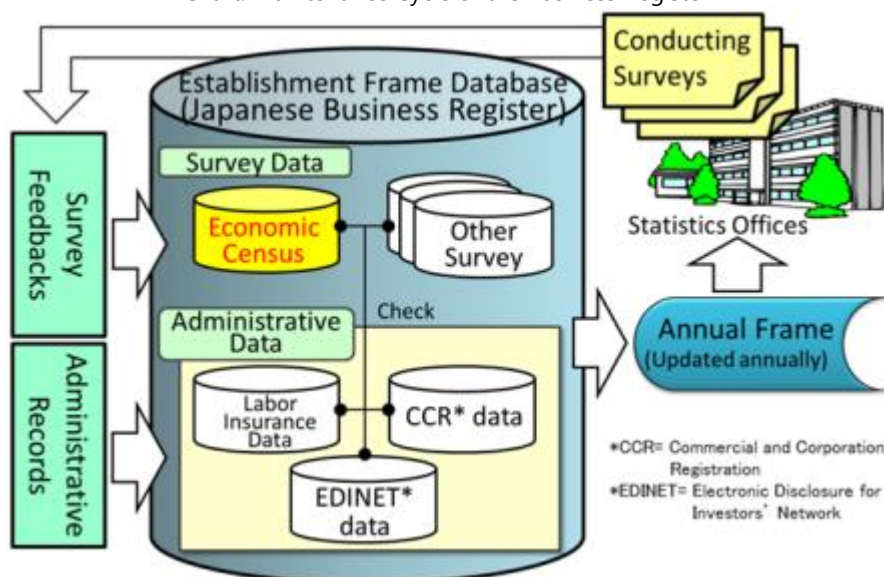 Conducting
Surveys
Establishment Frame Database
(Japanese Business Register)
Survey Data
Survey
Feedbacks
Economic
Census
Other
Survey
Statistics Offices
Check
Administrative
Data
Annual Frame
(Updated annually)
Administrative
Records
Labor
Insurance
Data
CCR* data
EDINET*
data
*CCR= Commercial and Corporation
Registration
*EDINET= Electronic Disclosure for
Investors' Network